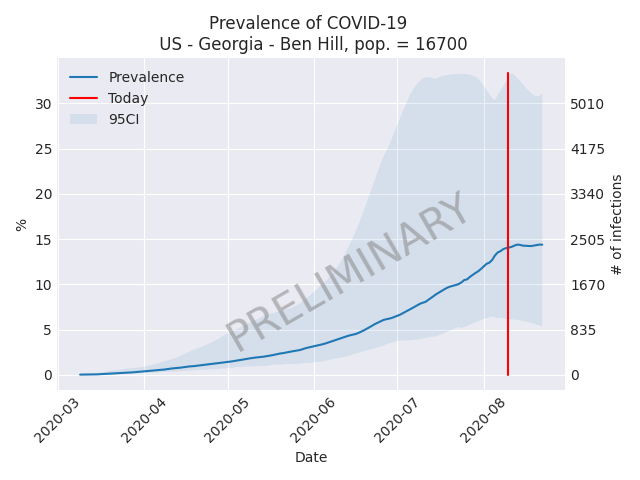 Prevalence of COVID-19
US - Georgia - Ben Hill, pop. = 16700
Prevalence
Today
95CI
30
25
20
15
10
5
0
%
5010
4175
3340
2505
1670
835
0
# of infections
PRELIMINARY
2020-03
2020-04
2020-05
2020-06
2020-07
2020-08
Date